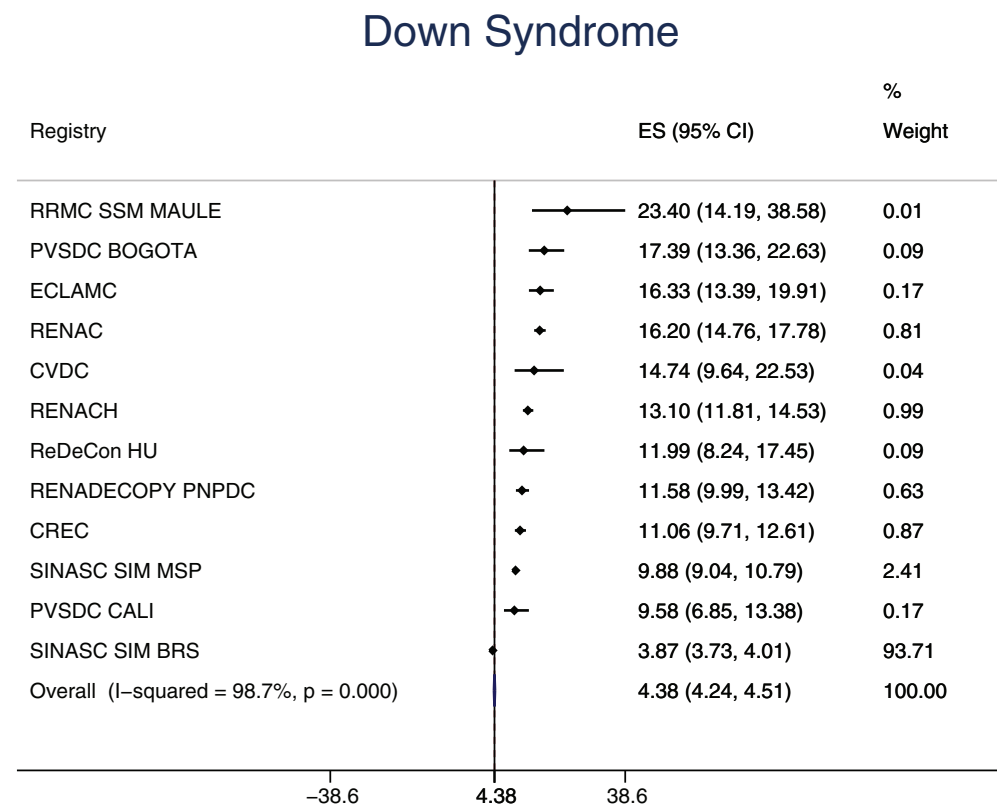 Down Syndrome
%
Registry ES (95% CI) Weight
RRMC SSM MAULE 23.40 (14.19, 38.58) 0.01
PVSDC BOGOTA 17.39 (13.36, 22.63) 0.09
ECLAMC 16.33 (13.39, 19.91) 0.17
RENAC 16.20 (14.76, 17.78) 0.81
CVDC 14.74 (9.64, 22.53) 0.04
RENACH 13.10 (11.81, 14.53) 0.99
ReDeCon HU 11.99 (8.24, 17.45) 0.09
RENADECOPY PNPDC 11.58 (9.99, 13.42) 0.63
CREC 11.06 (9.71, 12.61) 0.87
SINASC SIM MSP 9.88 (9.04, 10.79) 2.41
PVSDC CALI 9.58 (6.85, 13.38) 0.17
SINASC SIM BRS 3.87 (3.73, 4.01) 93.71
Overall (I−squared = 98.7%, p = 0.000) 4.38 (4.24, 4.51) 100.00
−38.6 4.38 38.6